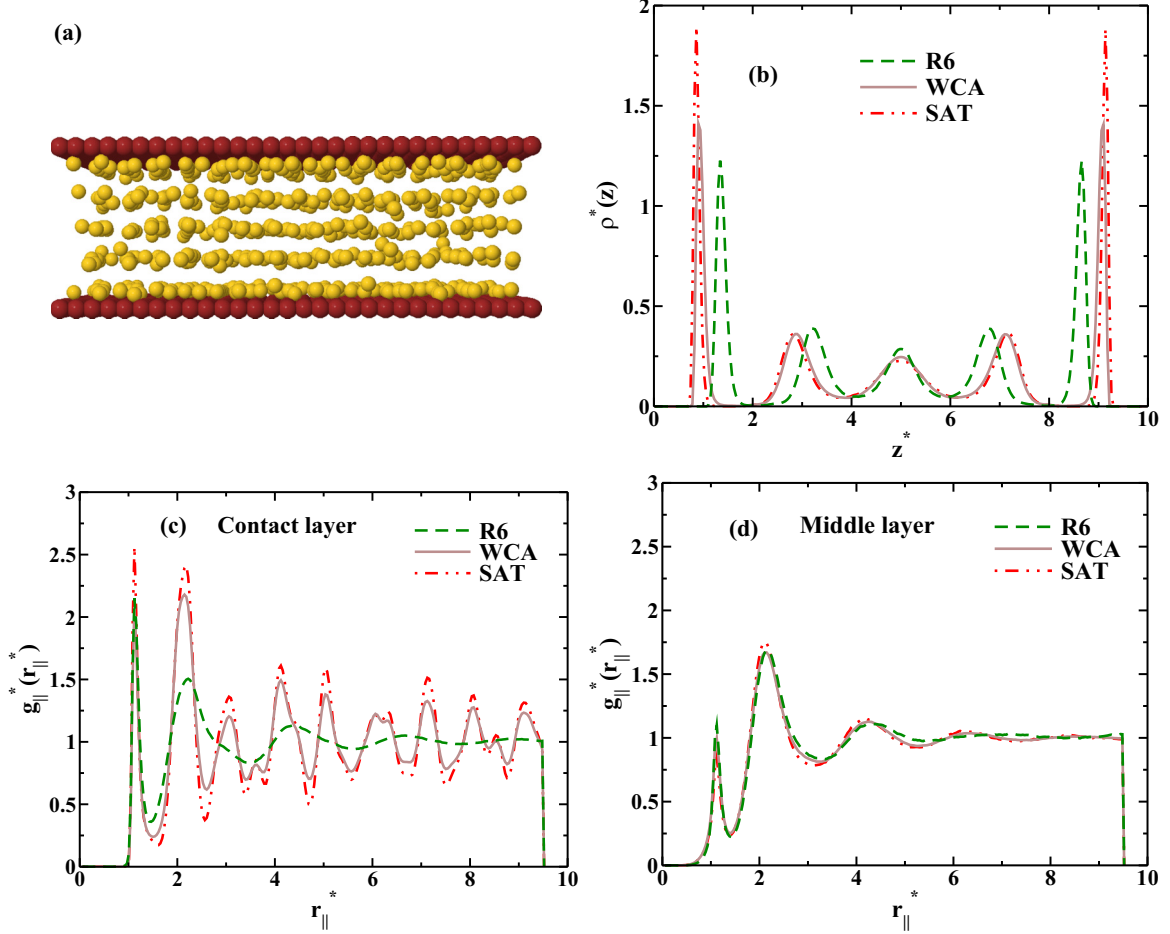 (a)
(b)
R6
WCA
SAT
2
1.5
1
0.5
0
ρ*(z)
0 2 4 6 8 10
z*
(c) Contact layer
R6
WCA
SAT
3
2.5
2
1.5
1
0.5
0
g||*(r||*)
0 2 4 6 8 10
r||*
(d) Middle layer
R6
WCA
SAT
3
2.5
2
1.5
1
0.5
0
g||*(r||*)
0 2 4 6 8 10
r||*